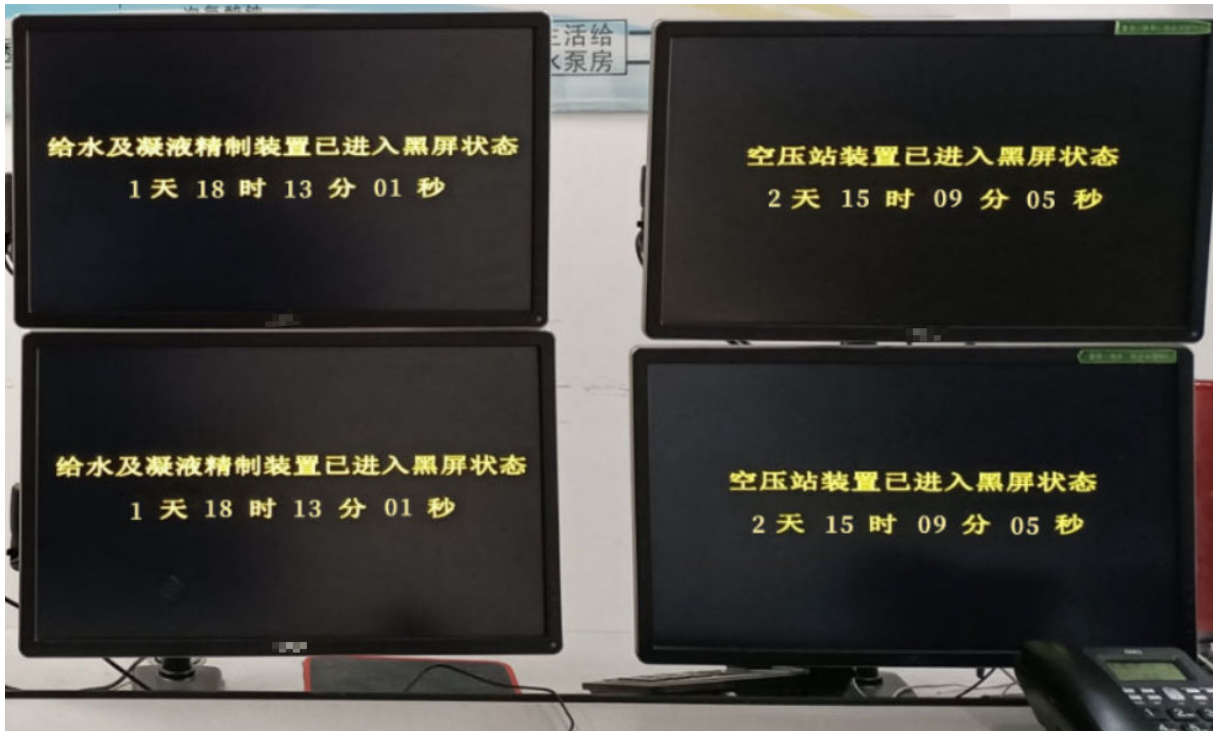 次氯酸钠
生活给
水泵房
给水及凝液精制装置已进入黑屏状态
1 天 18 时 13 分 01 秒
空压站装置已进入黑屏状态
2 天 15 时 09 分 05 秒
给水及凝液精制装置已进入黑屏状态
1 天 18 时 13 分 01 秒
空压站装置已进入黑屏状态
2 天 15 时 09 分 05 秒